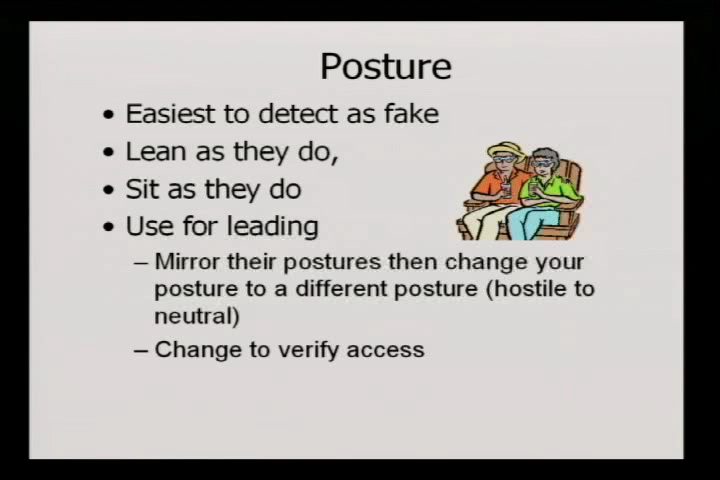 Posture
• Easiest to detect as fake
• Lean as they do,
• Sit as they do
• Use for leading
– Mirror their postures then change your
posture to a different posture (hostile to
neutral)
– Change to verify access